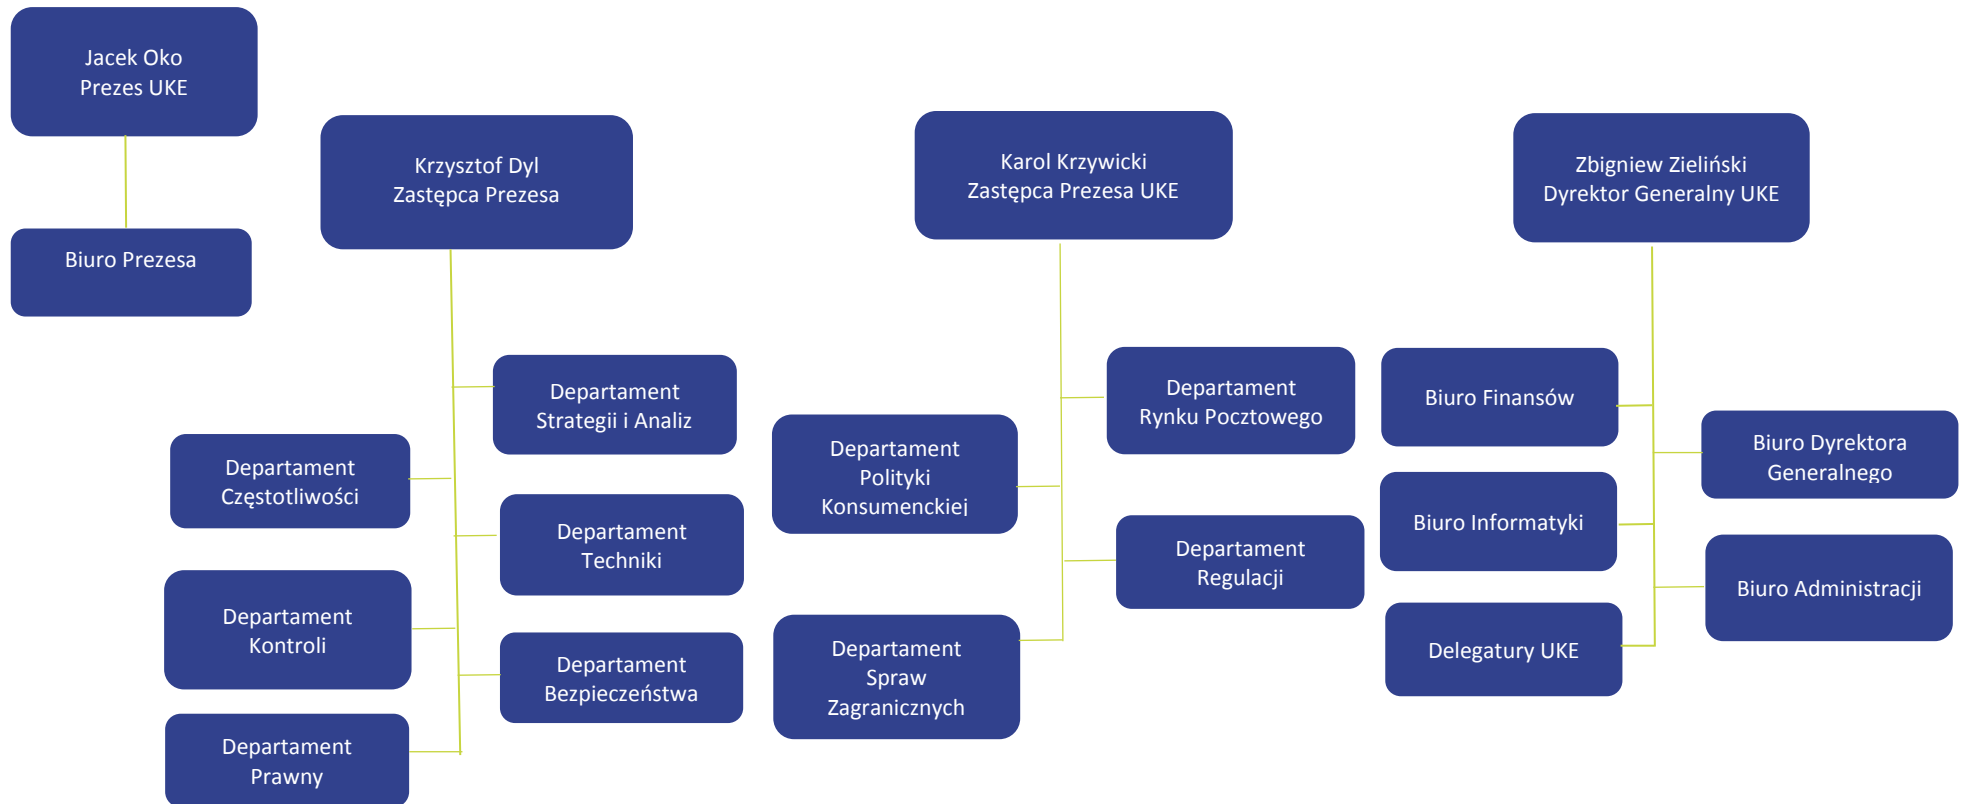 Jacek Oko
Prezes UKE
Biuro Prezesa
Krzysztof Dyl
Zastępca Prezesa
Departament
Strategii i Analiz
Departament
Częstotliwości
Departament
Techniki
Departament
Kontroli
Departament
Bezpieczeństwa
Departament
Prawny
Karol Krzywicki
Zastępca Prezesa UKE
Departament
Rynku Pocztowego
Departament
Polityki
Konsumenckiej
Departament
Regulacji
Departament
Spraw
Zagranicznych
Zbigniew Zieliński
Dyrektor Generalny UKE
Biuro Finansów
Biuro Dyrektora
Generalnego
Biuro Informatyki
Biuro Administracji
Delegatury UKE